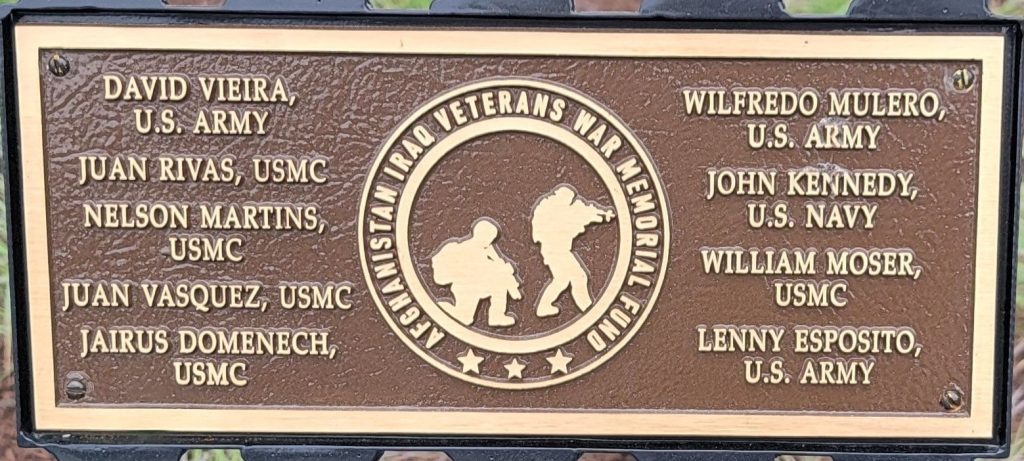 DAVID VIEIRA,
U.S. ARMY
JUAN RIVAS, USMC
NELSON MARTINS,
USMC
JUAN VASQUEZ, USMC
JAIRUS DOMENECH,
USMC
AFGHANISTAN IRAQ VETERANS WAR MEMORIAL FUND
WILFREDO MULERO,
U.S. ARMY
JOHN KENNEDY,
U.S. NAVY
WILLIAM MOSER,
USMC
LENNY ESPOSITO,
U.S. ARMY